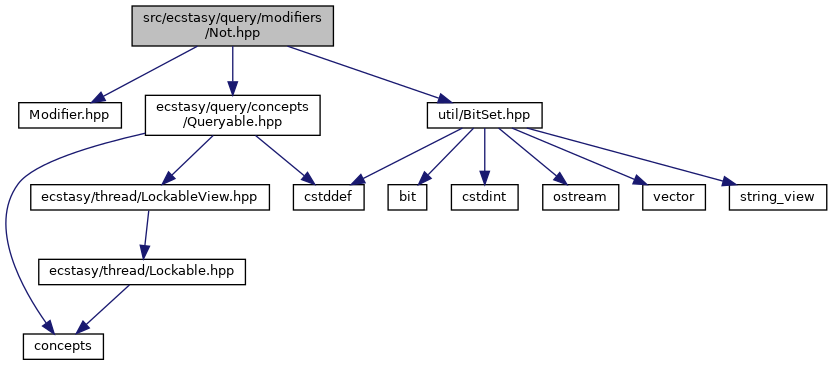 src/ecstasy/query/modifiers
/Not.hpp
Modifier.hpp
ecstasy/query/concepts
/Queryable.hpp
util/BitSet.hpp
ecstasy/thread/LockableView.hpp
cstddef
bit
cstdint
ostream
vector
string_view
ecstasy/thread/Lockable.hpp
concepts